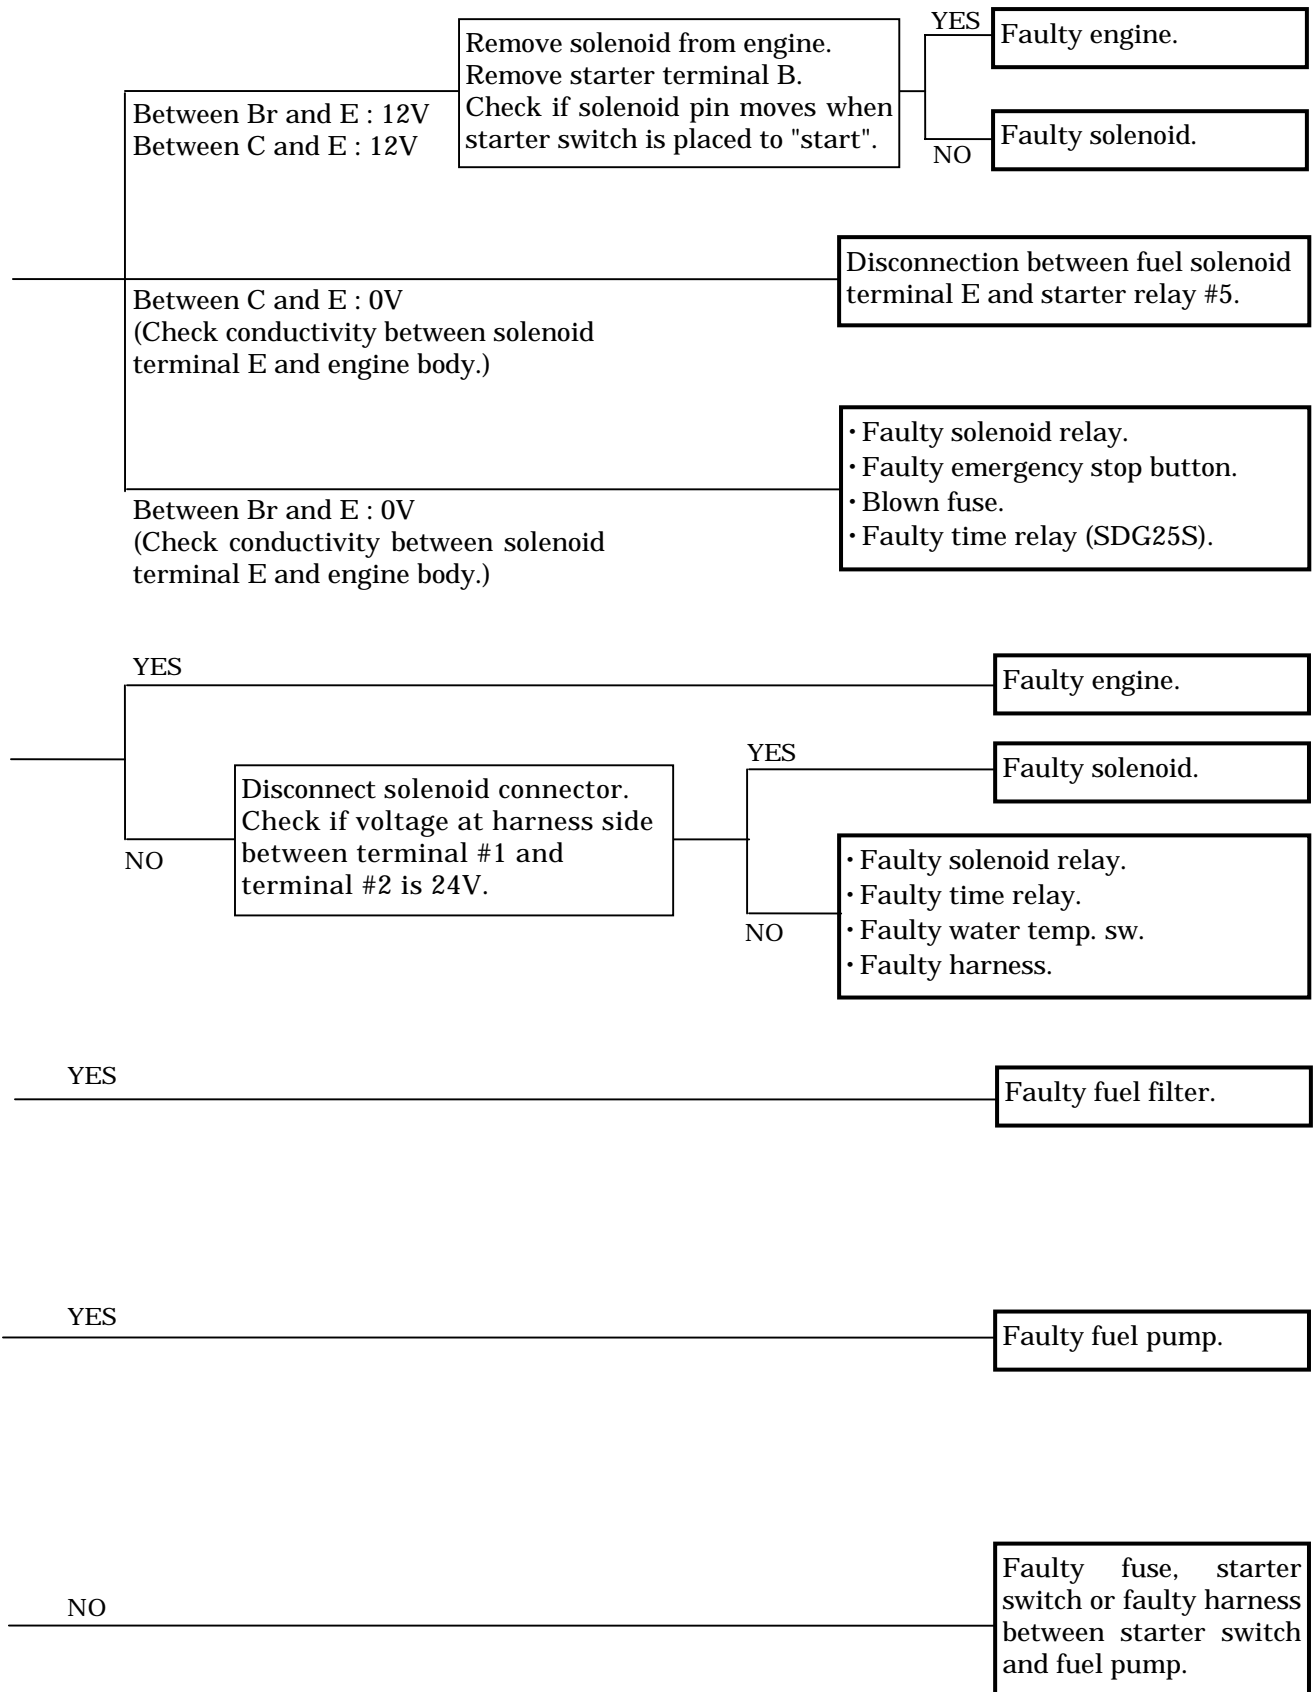 Between Br and E : 12V
Between C and E : 12V
Remove solenoid from engine.
Remove starter terminal B.
Check if solenoid pin moves when
starter switch is placed to "start".
YES
Faulty engine.
NO
Faulty solenoid.
Between C and E : 0V
(Check conductivity between solenoid
terminal E and engine body.)
Disconnection between fuel solenoid
terminal E and starter relay #5.
Between Br and E : 0V
(Check conductivity between solenoid
terminal E and engine body.)
・Faulty solenoid relay.
・Faulty emergency stop button.
・Blown fuse.
・Faulty time relay (SDG25S).
YES
Faulty engine.
NO
Disconnect solenoid connector.
Check if voltage at harness side
between terminal #1 and
terminal #2 is 24V.
YES
Faulty solenoid.
NO
・Faulty solenoid relay.
・Faulty time relay.
・Faulty water temp. sw.
・Faulty harness.
YES
Faulty fuel filter.
YES
Faulty fuel pump.
NO
Faulty fuse, starter
switch or faulty harness
between starter switch
and fuel pump.